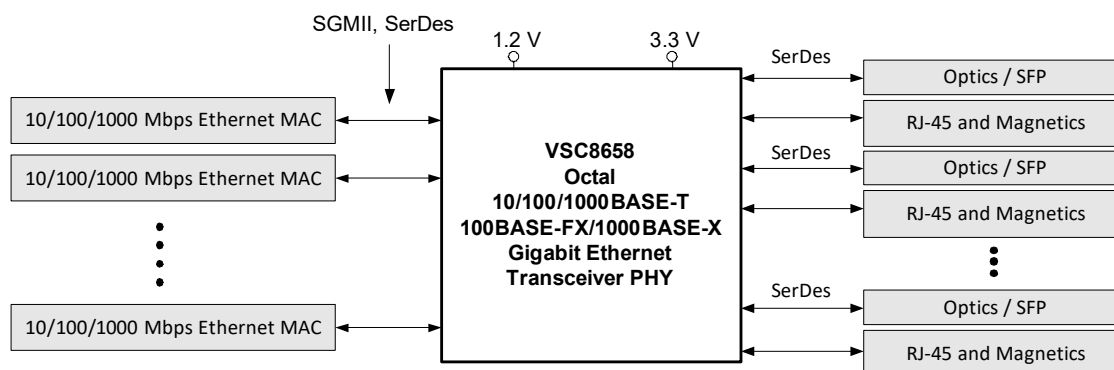 SGMII, SerDes
1.2 V
3.3 V
10/100/1000 Mbps Ethernet MAC
10/100/1000 Mbps Ethernet MAC
10/100/1000 Mbps Ethernet MAC
VSC8658
Octal
10/100/1000BASE-T
100BASE-FX/1000BASE-X
Gigabit Ethernet
Transceiver PHY
SerDes
Optics / SFP
RJ-45 and Magnetics
SerDes
Optics / SFP
RJ-45 and Magnetics
SerDes
Optics / SFP
RJ-45 and Magnetics